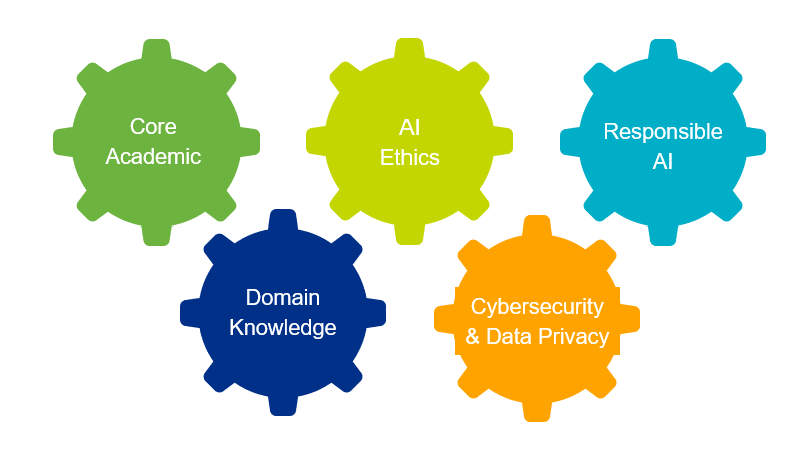 Core
Academic
AI
Ethics
Responsible
AI
Domain
Knowledge
Cybersecurity
& Data Privacy